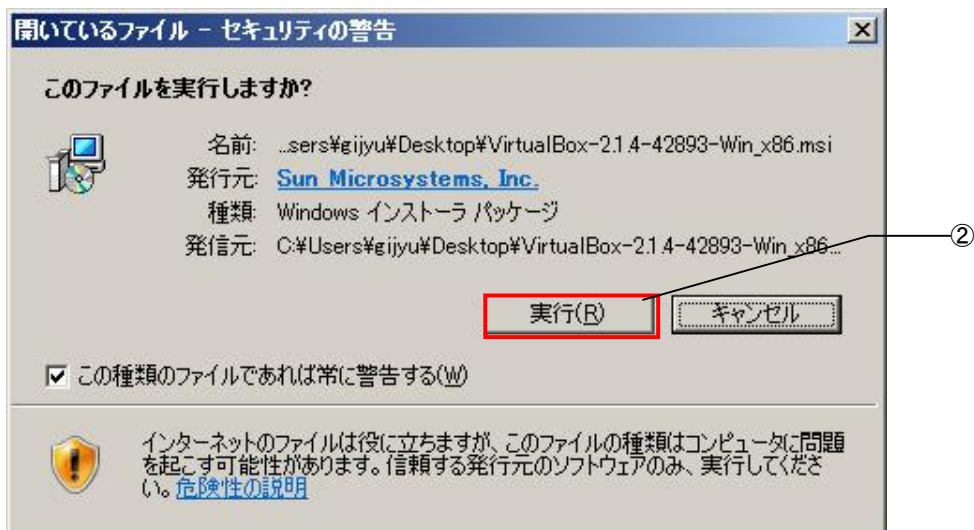 開いているファイル - セキュリティの警告
このファイルを実行しますか?
名前: ...sers¥gijyu¥Desktop¥VirtualBox-2.1.4-42893-Win_x86.msi
発行元: Sun Microsystems, Inc.
種類: Windows インストーラ パッケージ
発信元: C:¥Users¥gijyu¥Desktop¥VirtualBox-2.1.4-42893-Win_x86...
②
実行(R) キャンセル
この種類のファイルであれば常に警告する(W)
インターネットのファイルは役に立ちますが、このファイルの種類はコンピュータに問題
を起こす可能性があります。信頼する発行元のソフトウェアのみ、実行してくださ
い。危険性の説明